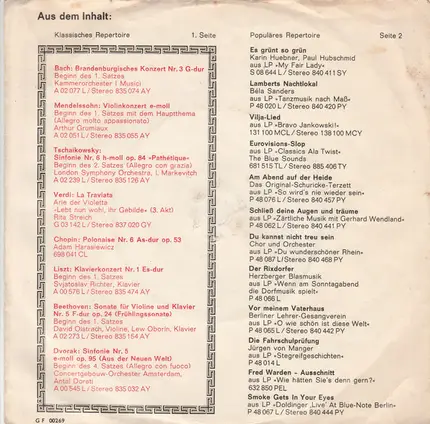 Aus dem Inhalt:
Klassisches Repertoire 1. Seite
Bach: Brandenburgisches Konzert Nr. 3 G-dur
Beginn des 1. Satzes
Kammerorchester I Musici
A 02 077 L / Stereo 835 074 AY
Mendelssohn: Violinkonzert e-moll
Beginn des 1. Satzes mit dem Hauptthema
(Allegro molto appassionato)
Arthur Grumiaux
A 02 051 L / Stereo 835 055 AY
Tschaikowsky:
Sinfonie Nr. 6 h-moll op. 84 »Pathétique«
Beginn des 2. Satzes (Allegro con grazia)
London Symphony Orchestra, I. Markevitch
A 02 239 L / Stereo 835 126 AY
Verdi: La Traviata
Arie der Violetta
»Lebt nun wohl, ihr Gebilde« (3. Akt)
Rita Streich
G 03 142 L / Stereo 837 020 GY
Chopin: Polonaise Nr. 6 As-dur op. 53
Adam Harasiewicz
698 041 CL
Liszt: Klavierkonzert Nr. 1 Es-dur
Beginn des 1. Satzes
Svjatoslav Richter, Klavier
A 00 576 L / Stereo 835 474 AY
Beethoven: Sonate für Violine und Klavier
Nr. 5 F-dur op. 24 (Frühlingssonate)
Beginn des 1. Satzes
David Oistrach, Violine, Lew Oborin, Klavier
A 02 273 L / Stereo 835 154 AY
Dvorak: Sinfonie Nr. 5
e-moll op. 95 (Aus der Neuen Welt)
Beginn des 4. Satzes (Allegro con fuoco)
Concertgebouw-Orchester Amsterdam,
Antal Dorati
A 00 545 L / Stereo 835 032 AY
GF 00269
Populäres Repertoire Seite 2
Es grünt so grün
Karin Huebner, Paul Hubschmid
aus LP »My Fair Lady«
S 08 644 L / Stereo 840 411 SY
Lamberts Nachtlokal
Béla Sanders
aus LP »Tanzmusik nach Maß«
P 48 020 L / Stereo 840 420 PY
Vilja-Lied
aus LP »Bravo Jankowski!«
131 100 MCL / Stereo 138 100 MCY
Eurovisions-Slop
aus LP »Classics Ala Twist«
The Blue Sounds
681 515 TL / Stereo 885 406 TY
Am Abend auf der Heide
Das Original-Schuricke-Terzett
aus LP »So wird's nie wieder sein«
P 48 076 L / Stereo 840 457 PY
Schließ deine Augen und träume
aus LP »Zärtliche Musik mit Gerhard Wendland«
P 48 062 L / Stereo 840 441 PY
Du kannst nicht treu sein
Chor und Orchester
aus LP »Du wunderschöner Rhein«
P 48 087 L / Stereo 840 468 PY
Der Rixdorfer
Herzberger Blasmusik
aus LP »Wenn am Sonntagabend
die Dorfmusik spielt«
P 48 066 L
Vor meinem Vaterhaus
Berliner Lehrer-Gesangverein
aus LP »O wie schön ist diese Welt«
P 48 067 L / Stereo 840 448 PY
Die Fahrschulprüfung
Jürgen von Manger
aus LP »Stegreifgeschichten«
P 48 014 L
Fred Warden - Ausschnitt
aus LP »Wie hätten Sie's denn gern?«
632 850 PEL
Smoke Gets In Your Eyes
aus LP »Doldinger ,Live' At Blue-Note Berlin«
P 48 067 L / Stereo 840 444 PY